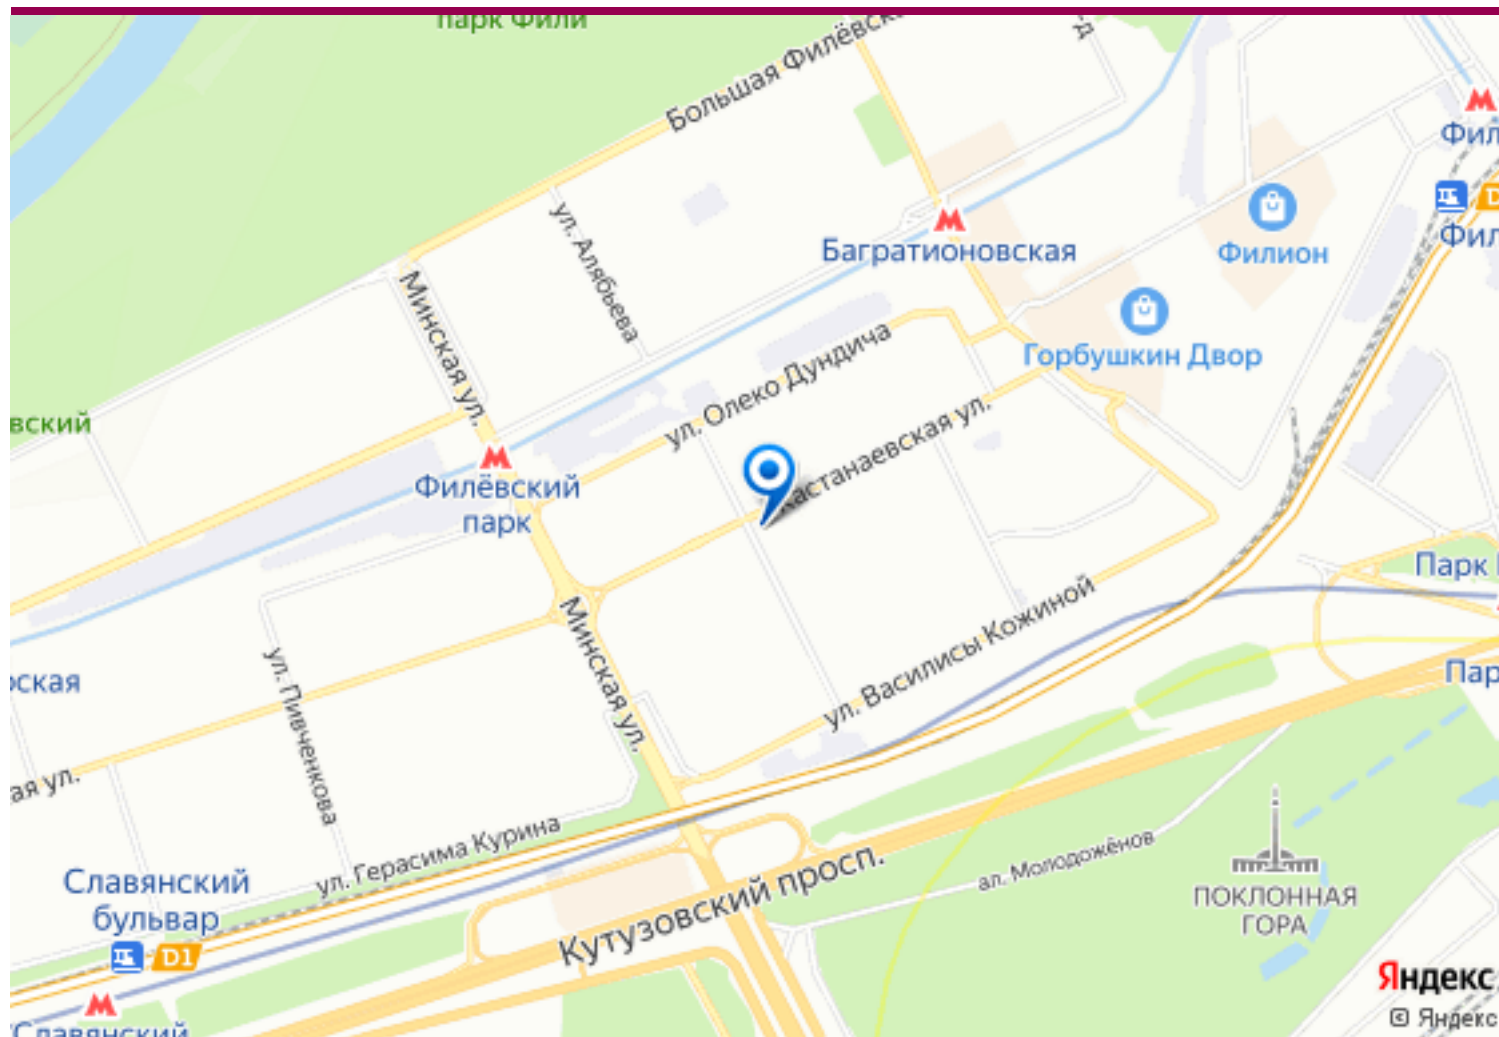 парк Фили
Большая Филёвск
Фил
Фил
ул. Алябьева
Багратионовская
Филион
Минская ул.
Горбушкин Двор
ул. Олеко Дундича
вский
Кастанаевская ул.
Филёвский
парк
Парк
Минская ул.
ул. Василисы Кожиной
ул. Пивченкова
рская
Пар
ая ул.
ул. Герасима Курина
Кутузовский просп.
ал. Молодожёнов
ПОКЛОННАЯ
ГОРА
Славянский
бульвар
D1
Славянский
Яндекс
© Яндекс